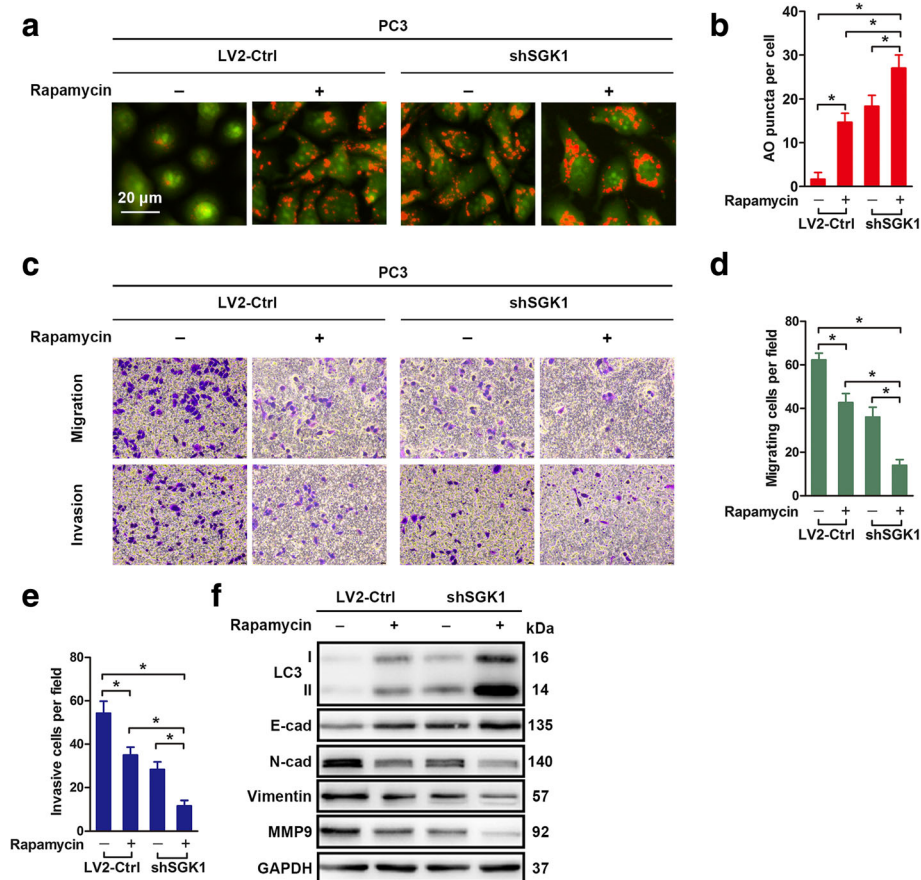 a
PC3
LV2-Ctrl shSGK1
Rapamycin – + – +
20 μm
b
AO puncta per cell
40
30
20
10
0
Rapamycin – + – +
LV2-Ctrl shSGK1
* * * *
c
PC3
LV2-Ctrl shSGK1
Rapamycin – + – +
Migration
Invasion
d
Migrating cells per field
80
60
40
20
0
* * * *
Rapamycin – + – +
LV2-Ctrl shSGK1
e
Invasive cells per field
80
60
40
20
0
* * * *
Rapamycin – + – +
LV2-Ctrl shSGK1
f
LV2-Ctrl shSGK1
Rapamycin – + – + kDa
LC3 I 16
II 14
E-cad 135
N-cad 140
Vimentin 57
MMP9 92
GAPDH 37